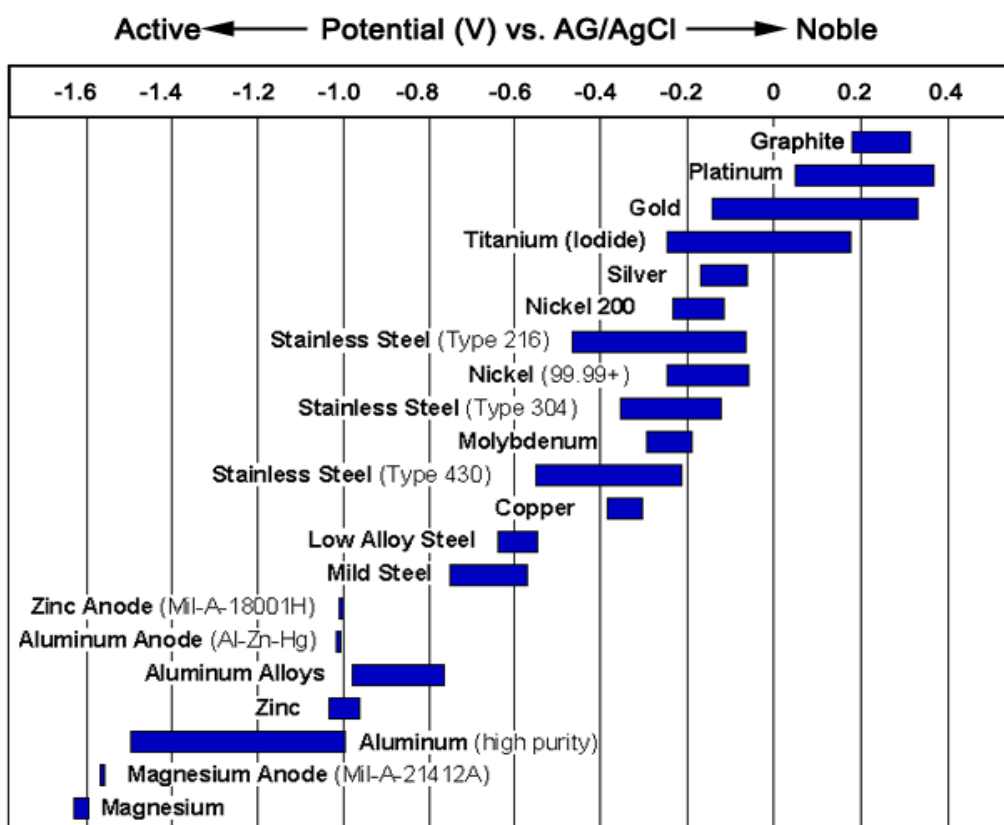 Active Potential (V) vs. AG/AgCl Noble
-1.6 -1.4 -1.2 -1.0 -0.8 -0.6 -0.4 -0.2 0 0.2 0.4
Graphite
Platinum
Gold
Titanium (Iodide)
Silver
Nickel 200
Stainless Steel (Type 216)
Nickel (99.99+)
Stainless Steel (Type 304)
Molybdenum
Stainless Steel (Type 430)
Copper
Low Alloy Steel
Mild Steel
Zinc Anode (Mil-A-18001H)
Aluminum Anode (Al-Zn-Hg)
Aluminum Alloys
Zinc
Aluminum (high purity)
Magnesium Anode (Mil-A-21412A)
Magnesium